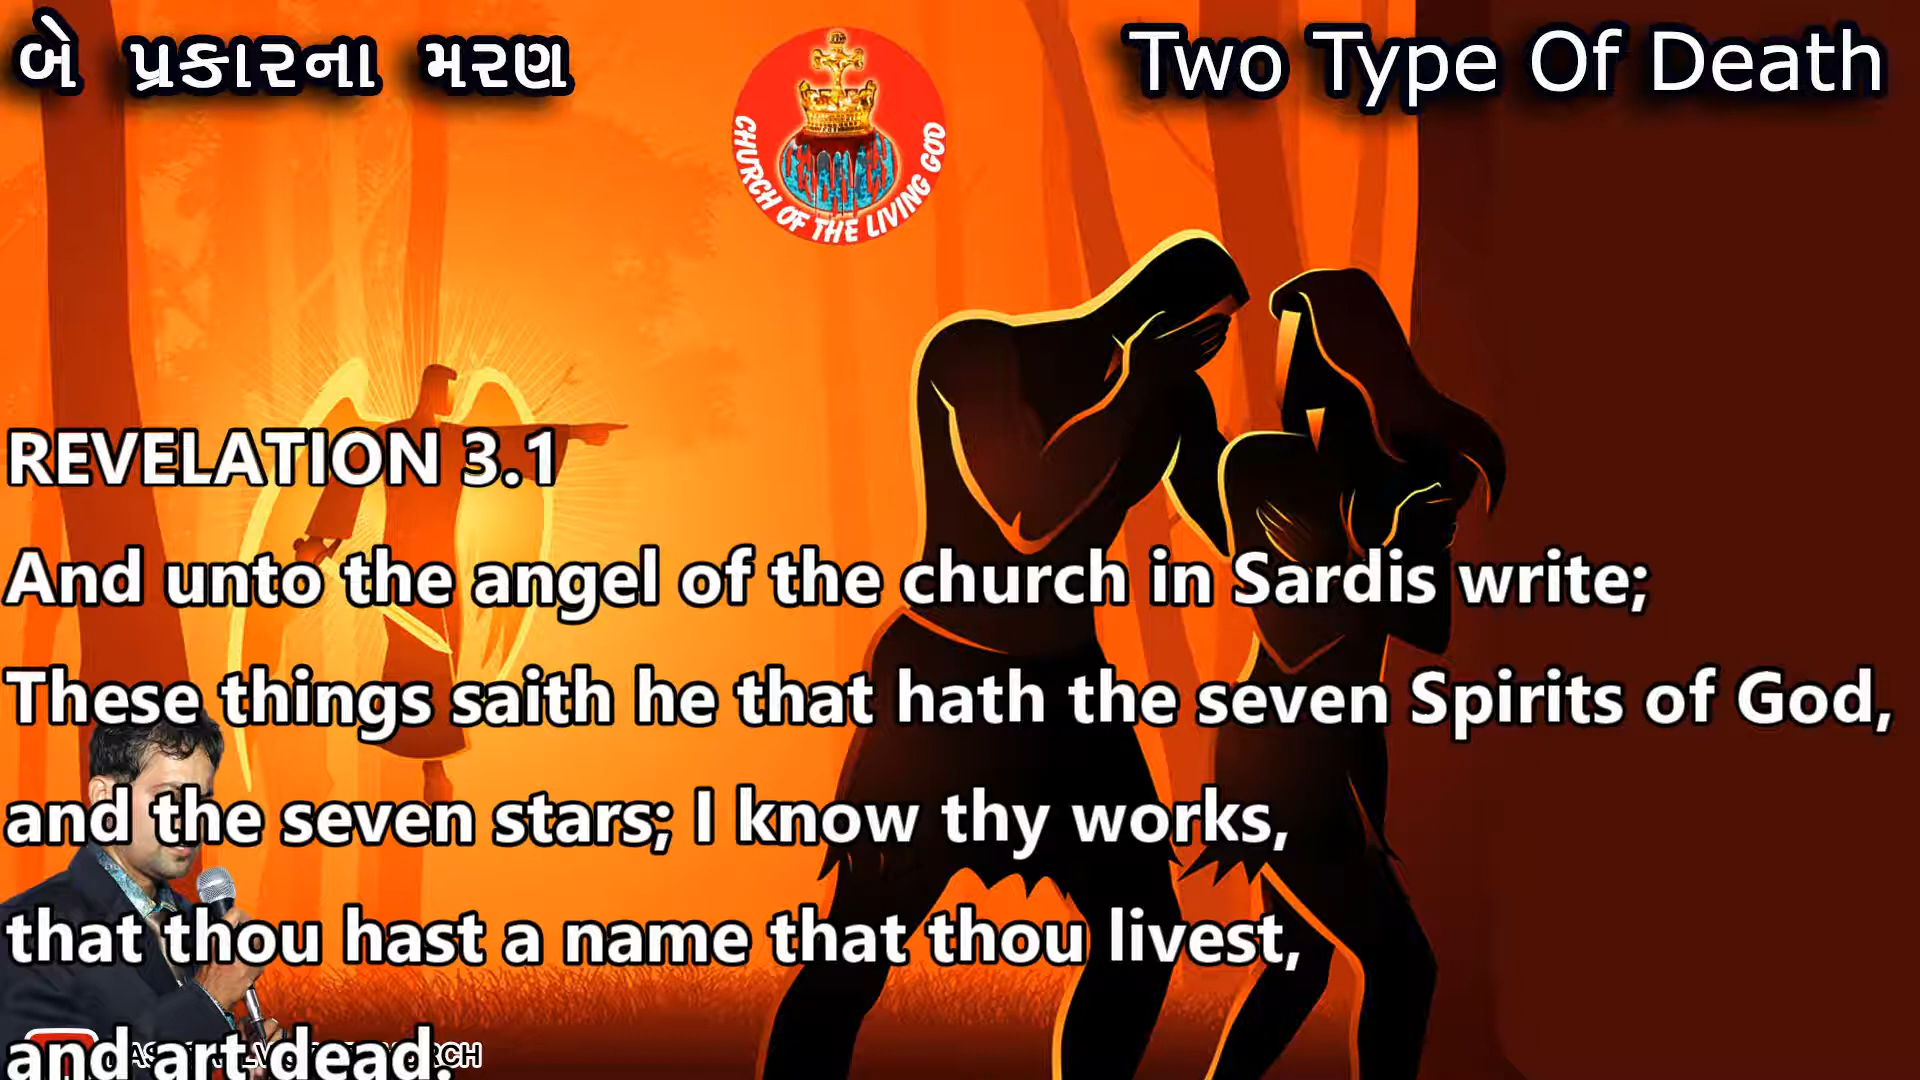 બે પ્રકારના મરણ
Two Type Of Death
CHURCH OF THE LIVING GOD
REVELATION 3.1
And unto the angel of the church in Sardis write;
These things saith he that hath the seven Spirits of God,
and the seven stars; I know thy works,
that thou hast a name that thou livest,
and art dead.